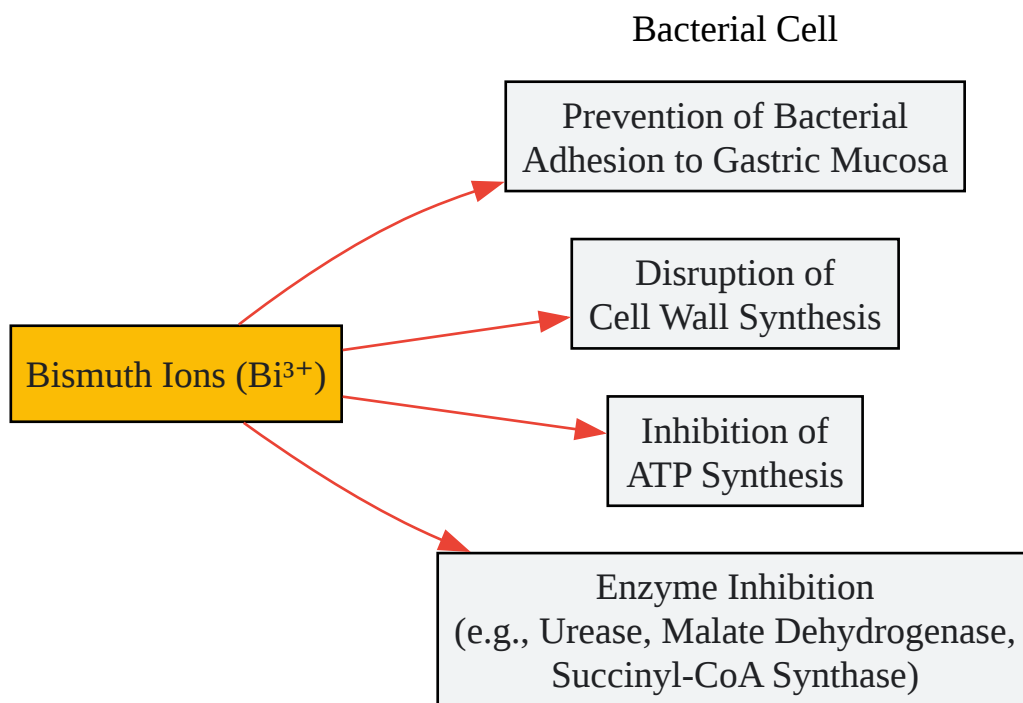 Bacterial Cell
Prevention of Bacterial
Adhesion to Gastric Mucosa
Disruption of
Cell Wall Synthesis
Bismuth Ions (Bi³⁺)
Inhibition of
ATP Synthesis
Enzyme Inhibition
(e.g., Urease, Malate Dehydrogenase,
Succinyl-CoA Synthase)